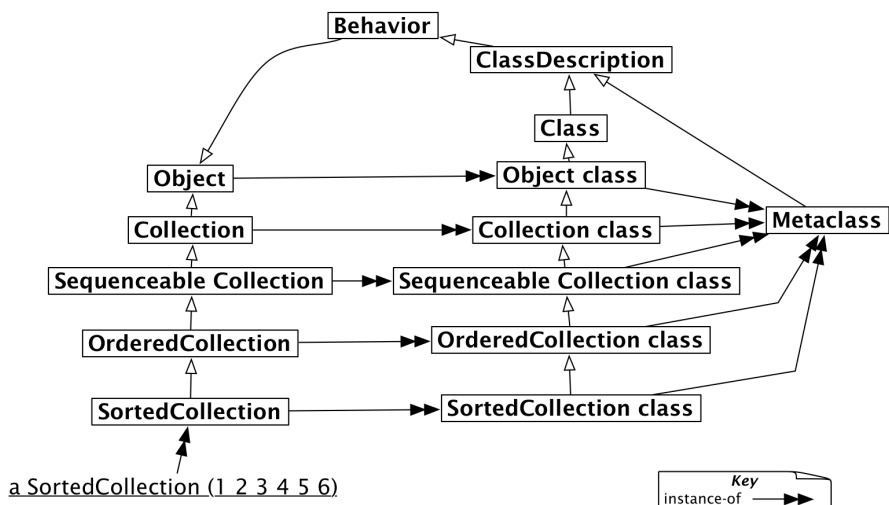 Behavior
ClassDescription
Class
Object
Object class
Collection
Collection class
Metaclass
Sequenceable Collection
Sequenceable Collection class
OrderedCollection
OrderedCollection class
SortedCollection
SortedCollection class
a SortedCollection (1 2 3 4 5 6)
Key
instance-of